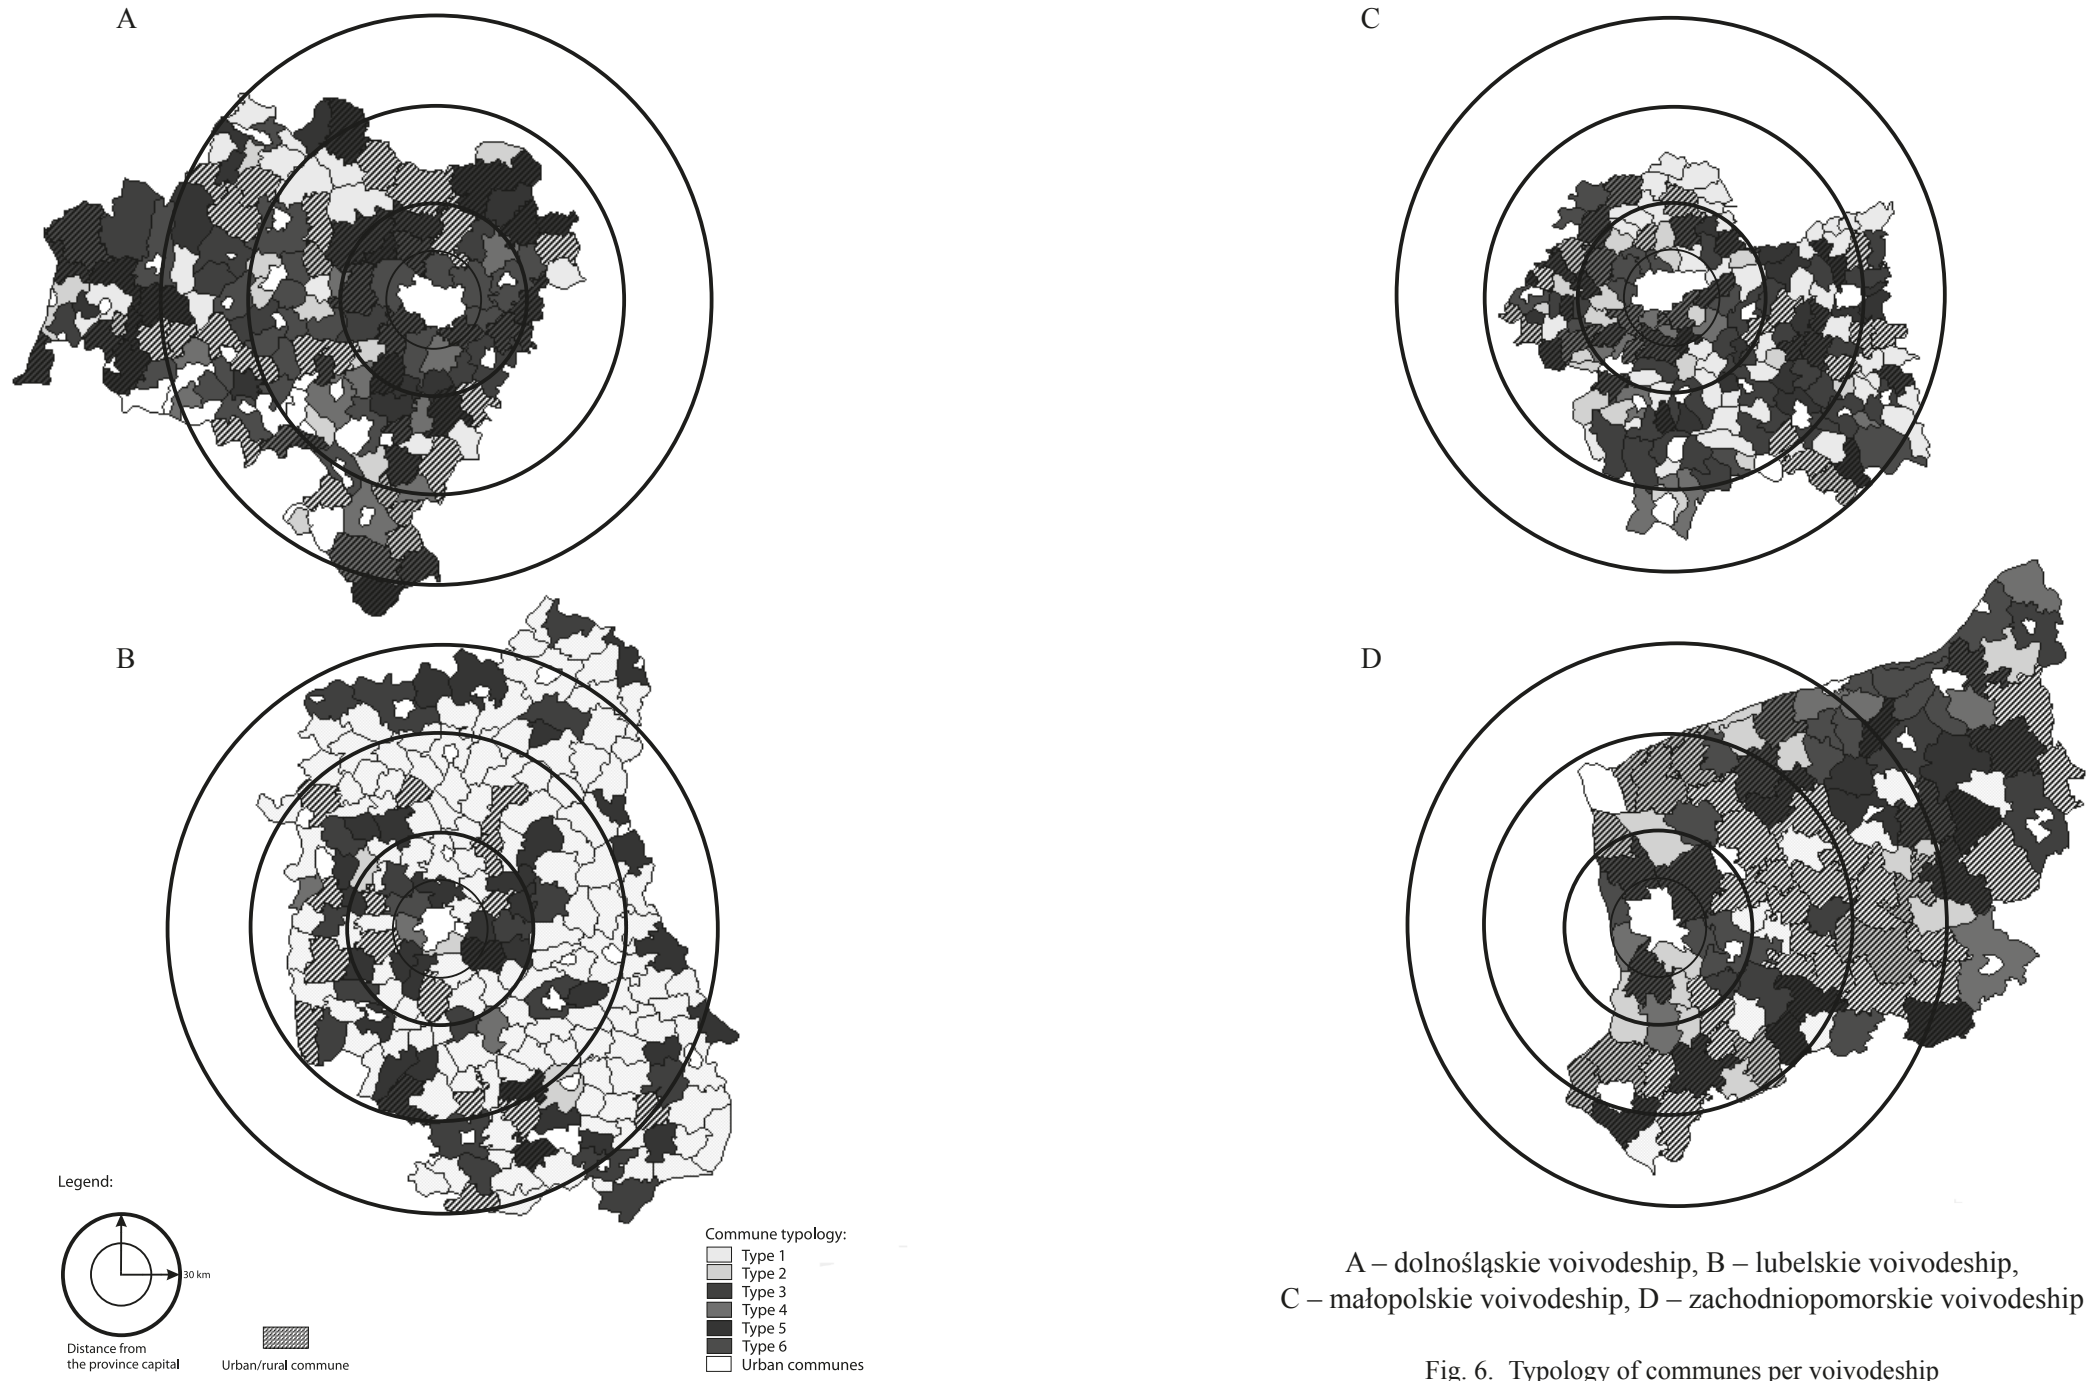 A
C
B
D
Legend:
30 km
Distance from
the province capital
Urban/rural commune
Commune typology:
Type 1
Type 2
Type 3
Type 4
Type 5
Type 6
Urban communes
A – dolnośląskie voivodeship, B – lubelskie voivodeship,
C – małopolskie voivodeship, D – zachodniopomorskie voivodeship
Fig. 6. Typology of communes per voivodeship